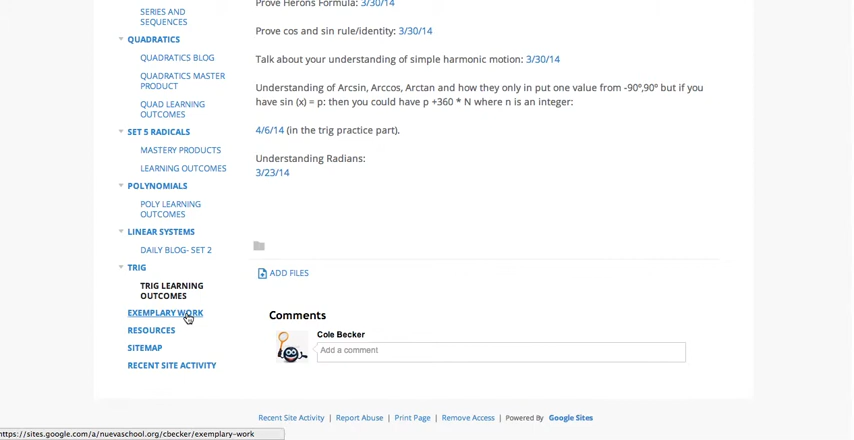 SERIES AND
SEQUENCES
QUADRATICS
QUADRATICS BLOG
QUADRATICS MASTER
PRODUCT
QUAD LEARNING
OUTCOMES
SET 5 RADICALS
MASTERY PRODUCTS
LEARNING OUTCOMES
POLYNOMIALS
POLY LEARNING
OUTCOMES
LINEAR SYSTEMS
DAILY BLOG- SET 2
TRIG
TRIG LEARNING
OUTCOMES
EXEMPLARY WORK
RESOURCES
SITEMAP
RECENT SITE ACTIVITY
Prove Herons Formula: 3/30/14
Prove cos and sin rule/identity: 3/30/14
Talk about your understanding of simple harmonic motion: 3/30/14
Understanding of Arcsin, Arccos, Arctan and how they only in put one value from -90º,90º but if you
have sin (x) = p: then you could have p +360 * N where n is an integer:
4/6/14 (in the trig practice part).
Understanding Radians:
3/23/14
ADD FILES
Comments
Cole Becker
Add a comment
Recent Site Activity | Report Abuse | Print Page | Remove Access | Powered By Google Sites
https://sites.google.com/a/nuevaschool.org/cbecker/exemplary-work